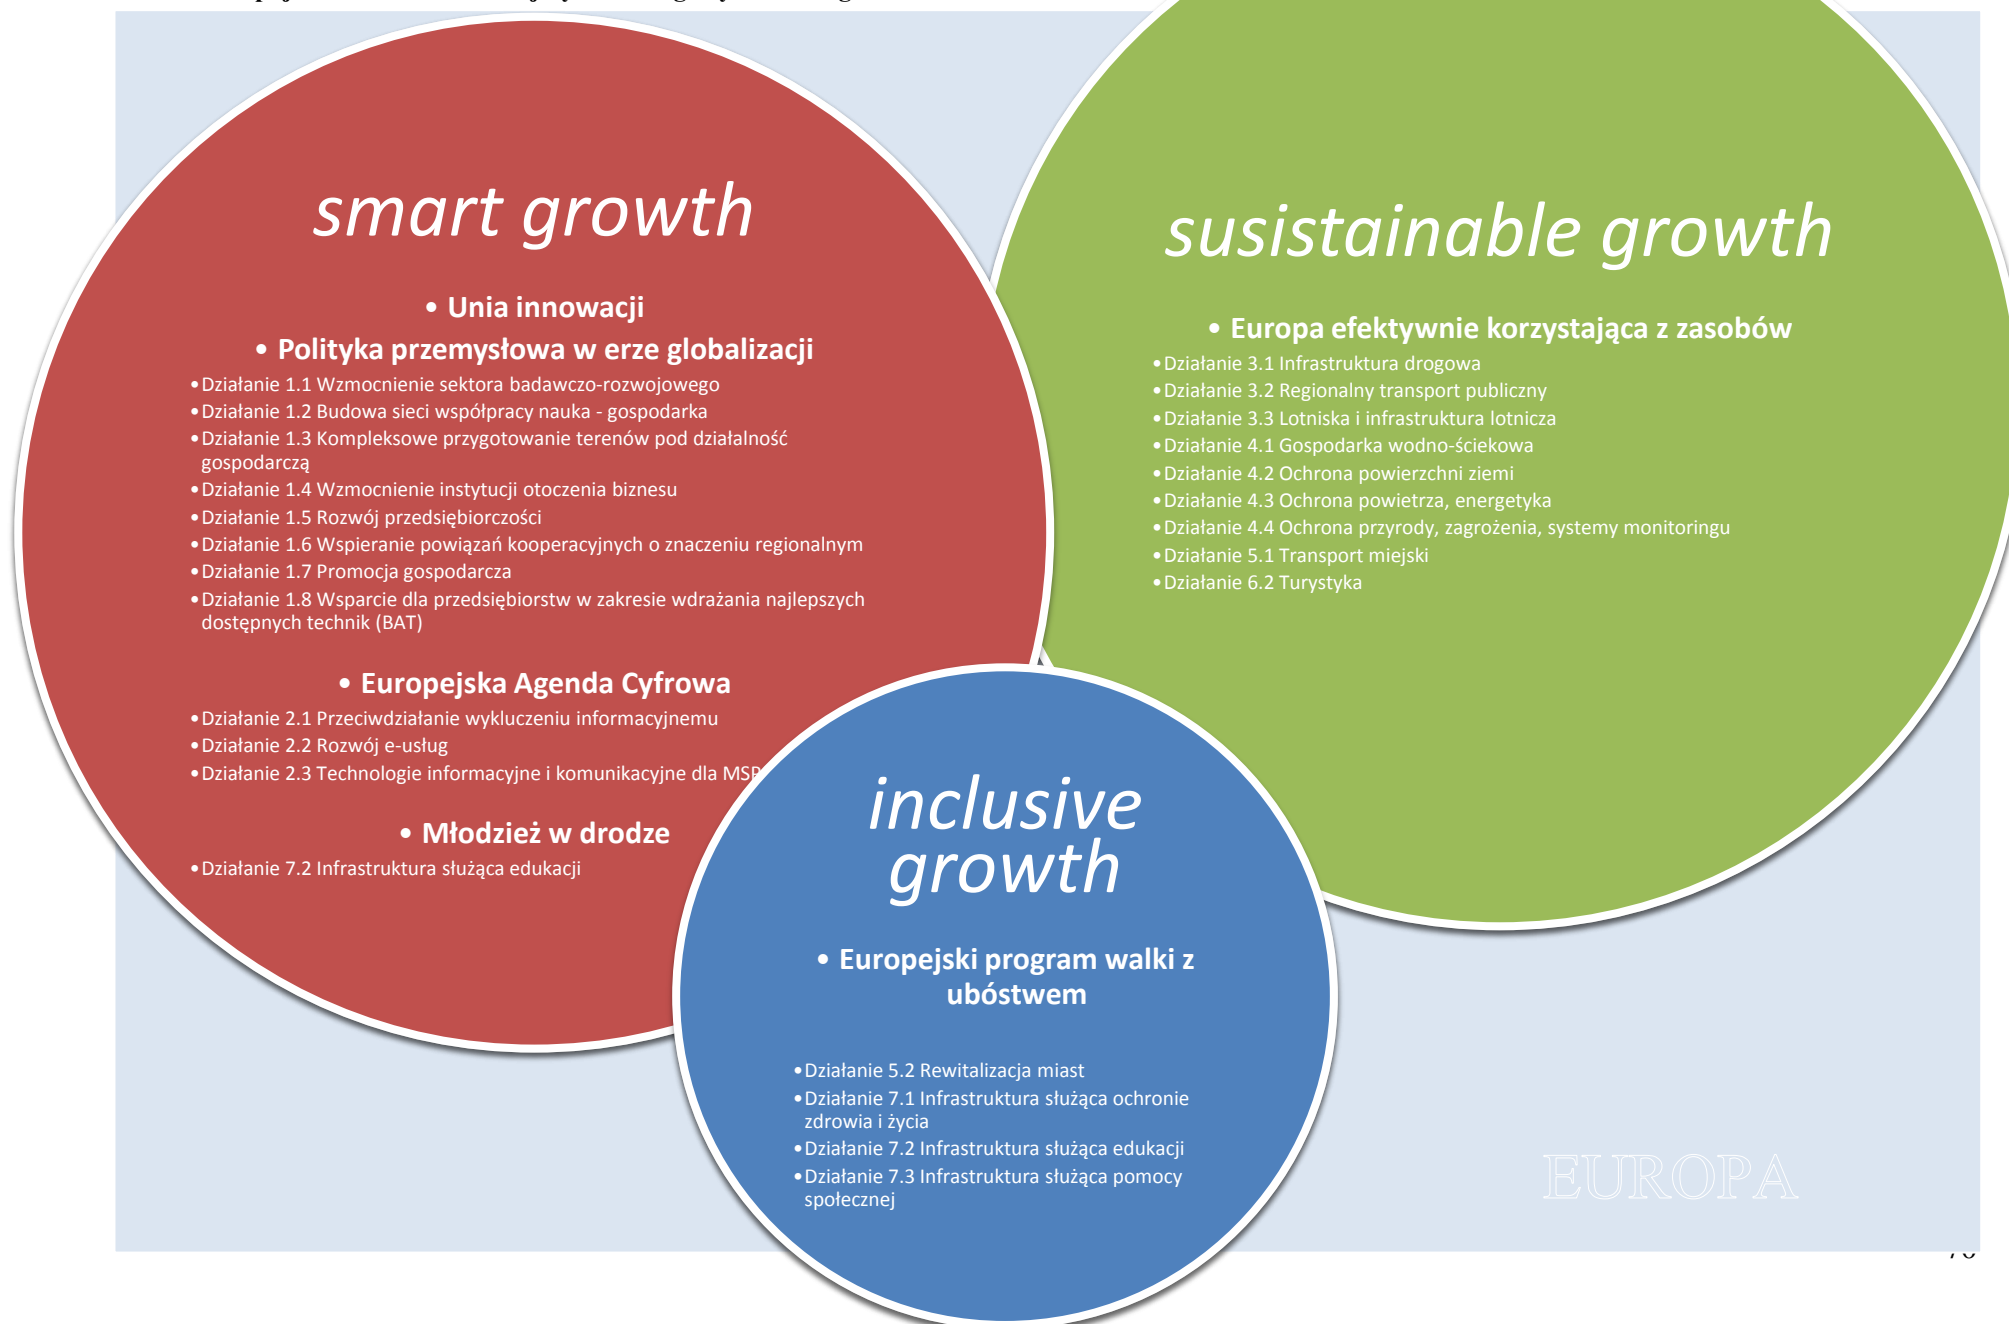 smart growth
• Unia innowacji
• Polityka przemysłowa w erze globalizacji
•Działanie 1.1 Wzmocnienie sektora badawczo-rozwojowego
•Działanie 1.2 Budowa sieci współpracy nauka - gospodarka
•Działanie 1.3 Kompleksowe przygotowanie terenów pod działalność
gospodarczą
•Działanie 1.4 Wzmocnienie instytucji otoczenia biznesu
•Działanie 1.5 Rozwój przedsiębiorczości
•Działanie 1.6 Wspieranie powiązań kooperacyjnych o znaczeniu regionalnym
•Działanie 1.7 Promocja gospodarcza
•Działanie 1.8 Wsparcie dla przedsiębiorstw w zakresie wdrażania najlepszych
dostępnych technik (BAT)
• Europejska Agenda Cyfrowa
•Działanie 2.1 Przeciwdziałanie wykluczeniu informacyjnemu
•Działanie 2.2 Rozwój e-usług
•Działanie 2.3 Technologie informacyjne i komunikacyjne dla MSP
• Młodzież w drodze
•Działanie 7.2 Infrastruktura służąca edukacji
susistainable growth
• Europa efektywnie korzystająca z zasobów
•Działanie 3.1 Infrastruktura drogowa
•Działanie 3.2 Regionalny transport publiczny
•Działanie 3.3 Lotniska i infrastruktura lotnicza
•Działanie 4.1 Gospodarka wodno-ściekowa
•Działanie 4.2 Ochrona powierzchni ziemi
•Działanie 4.3 Ochrona powietrza, energetyka
•Działanie 4.4 Ochrona przyrody, zagrożenia, systemy monitoringu
•Działanie 5.1 Transport miejski
•Działanie 6.2 Turystyka
inclusive
growth
• Europejski program walki z
ubóstwem
•Działanie 5.2 Rewitalizacja miast
•Działanie 7.1 Infrastruktura służąca ochronie
zdrowia i życia
•Działanie 7.2 Infrastruktura służąca edukacji
•Działanie 7.3 Infrastruktura służąca pomocy
społecznej
EUROPA